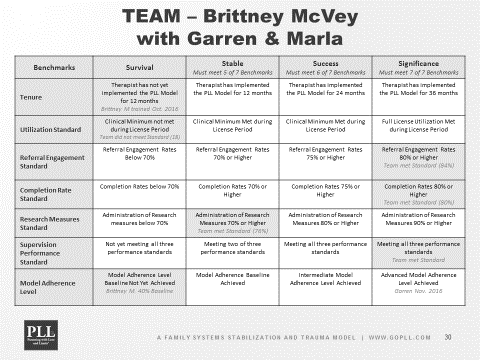 TEAM – Brittney McVey
with Garren & Marla
Benchmarks
Survival
Stable
Must meet 5 of 7 Benchmarks
Success
Must meet 6 of 7 Benchmarks
Significance
Must meet 7 of 7 Benchmarks
Tenure
Therapist has not yet
implemented the PLL Model
for 12 months
Brittney M trained Oct. 2016
Therapist has implemented
the PLL Model for 12 months
Therapist has implemented
the PLL Model for 24 months
Therapist has implemented
the PLL Model for 36 months
Utilization Standard
Clinical Minimum not met
during License Period
Team did not meet Standard (18)
Clinical Minimum Met during
License Period
Clinical Minimum Met during
License Period
Full License Utilization Met
during License Period
Referral Engagement
Standard
Referral Engagement Rates
Below 70%
Referral Engagement Rates
70% or Higher
Referral Engagement Rates
75% or Higher
Referral Engagement Rates
80% or Higher
Team met Standard (84%)
Completion Rate
Standard
Completion Rates below 70%
Completion Rates 70% or
Higher
Completion Rates 75% or
Higher
Completion Rates 80% or
Higher
Team met Standard (80%)
Research Measures
Standard
Administration of Research
measures below 70%
Administration of Research
Measures 70% or Higher
Team met Standard (76%)
Administration of Research
Measures 80% or Higher
Administration of Research
Measures 90% or Higher
Supervision
Performance
Standard
Not yet meeting all three
performance standards
Meeting two of three
performance standards
Meeting all three performance
standards
Meeting all three performance
standards
Team met Standard
Model Adherence
Level
Model Adherence Level
Baseline Not Yet Achieved
Brittney M. 40% Baseline
Model Adherence Baseline
Achieved
Intermediate Model
Adherence Level Achieved
Advanced Model Adherence
Level Achieved
Garren Nov. 2016
PLL
Parenting with Love
and Limits
A FAMILY SYSTEMS STABILIZATION AND TRAUMA MODEL | WWW.GOPLL.COM 30